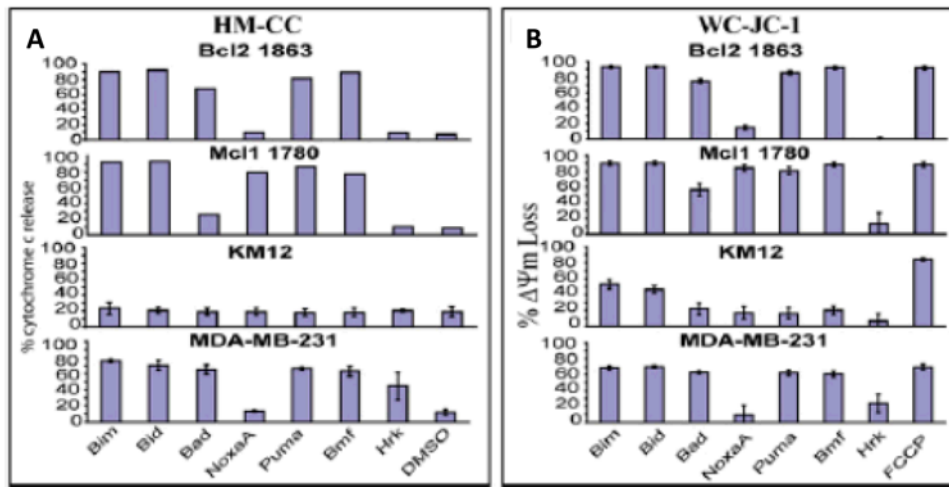 A
HM-CC
Bcl2 1863
100
80
60
40
20
0
Mcl1 1780
100
80
60
40
20
0
KM12
100
80
60
40
20
0
MDA-MB-231
100
80
60
40
20
0
% cytochrome c release
Bim
Bid
Bad
NoxaA
Puma
Bmf
Hrk
DMSO
B
WC-JC-1
Bcl2 1863
100
80
60
40
20
0
Mcl1 1780
100
80
60
40
20
0
KM12
100
80
60
40
20
0
MDA-MB-231
100
80
60
40
20
0
% ΔΨm Loss
Bim
Bid
Bad
NoxaA
Puma
Bmf
Hrk
FCCP